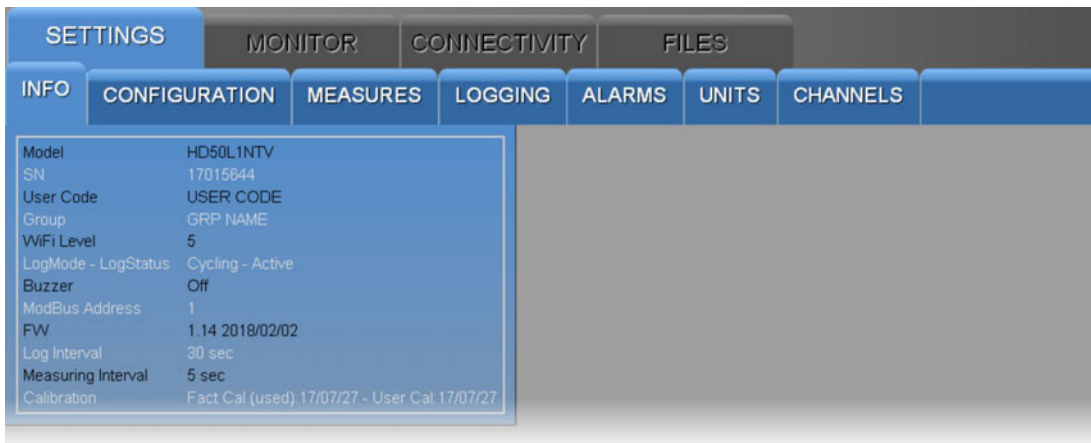 SETTINGS MONITOR CONNECTIVITY FILES
INFO CONFIGURATION MEASURES LOGGING ALARMS UNITS CHANNELS
Model HD50L1NTV
SN 17015644
User Code USER CODE
Group GRP NAME
WiFi Level 5
LogMode - LogStatus Cycling - Active
Buzzer Off
ModBus Address 1
FW 1.14 2018/02/02
Log Interval 30 sec
Measuring Interval 5 sec
Calibration Fact Cal (used):17/07/27 - User Cal:17/07/27